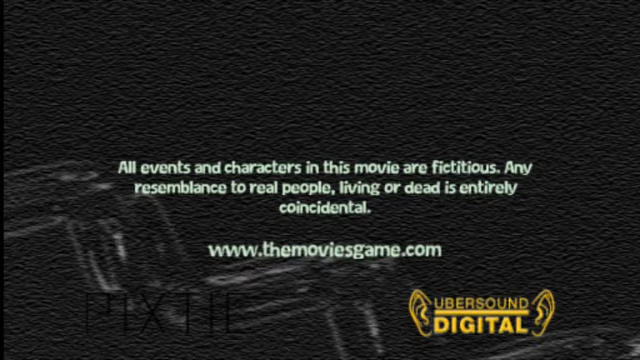 All events and characters in this movie are fictitious. Any
resemblance to real people, living or dead is entirely
coincidental.
www.themoviesgame.com
PIXTIE
UBERSOUND
DIGITAL